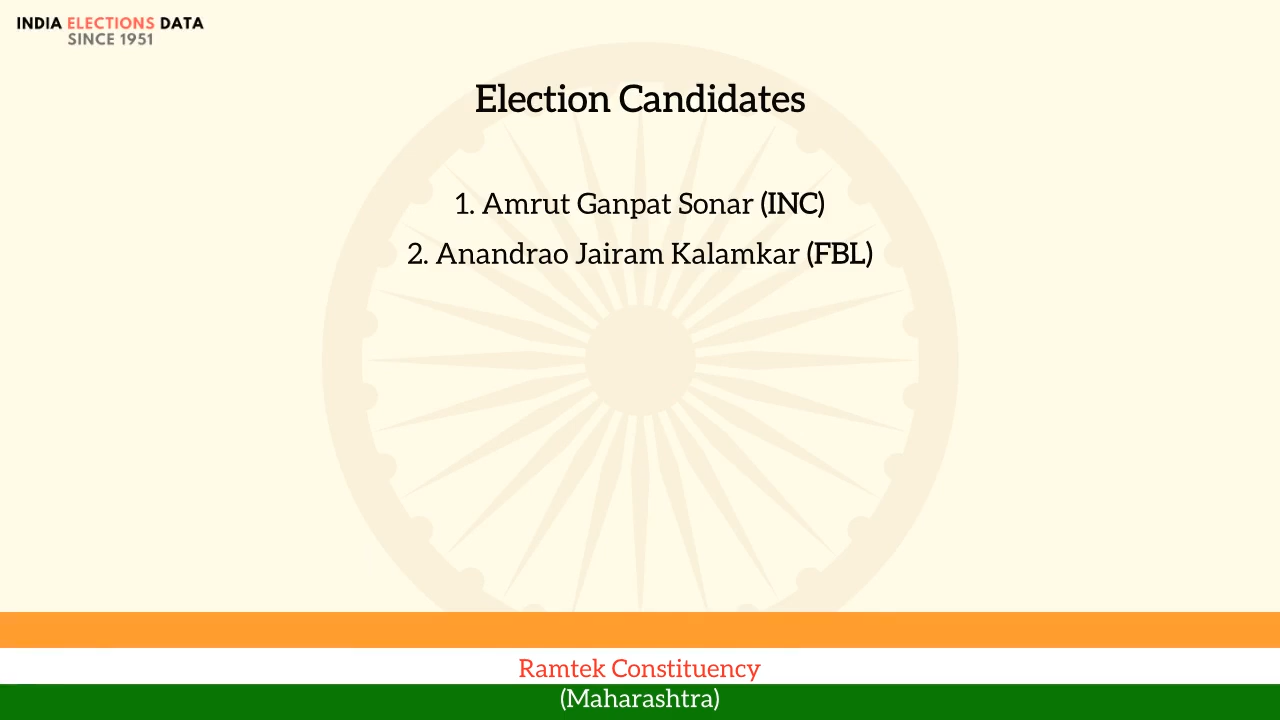 INDIA ELECTIONS DATA
SINCE 1951
Election Candidates
1. Amrut Ganpat Sonar (INC)
2. Anandrao Jairam Kalamkar (FBL)
Ramtek Constituency
(Maharashtra)